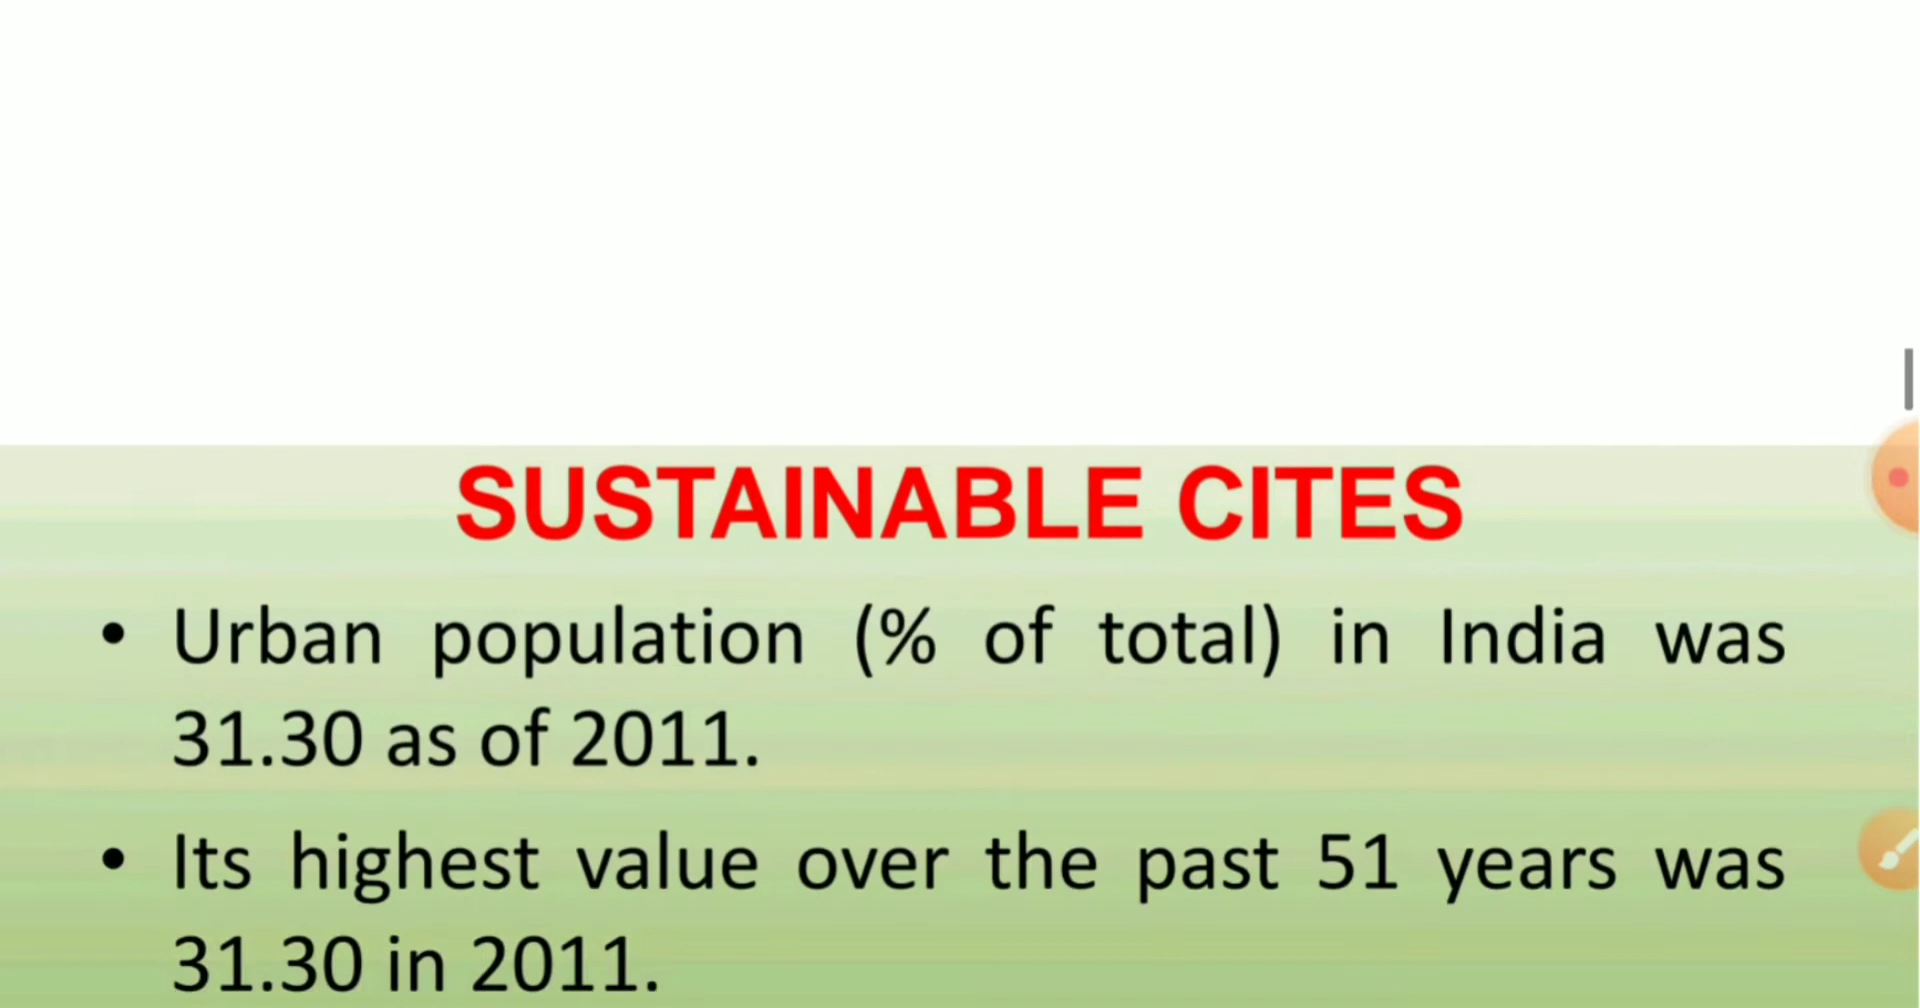 SUSTAINABLE CITES
• Urban population (% of total) in India was
31.30 as of 2011.
• Its highest value over the past 51 years was
31.30 in 2011.